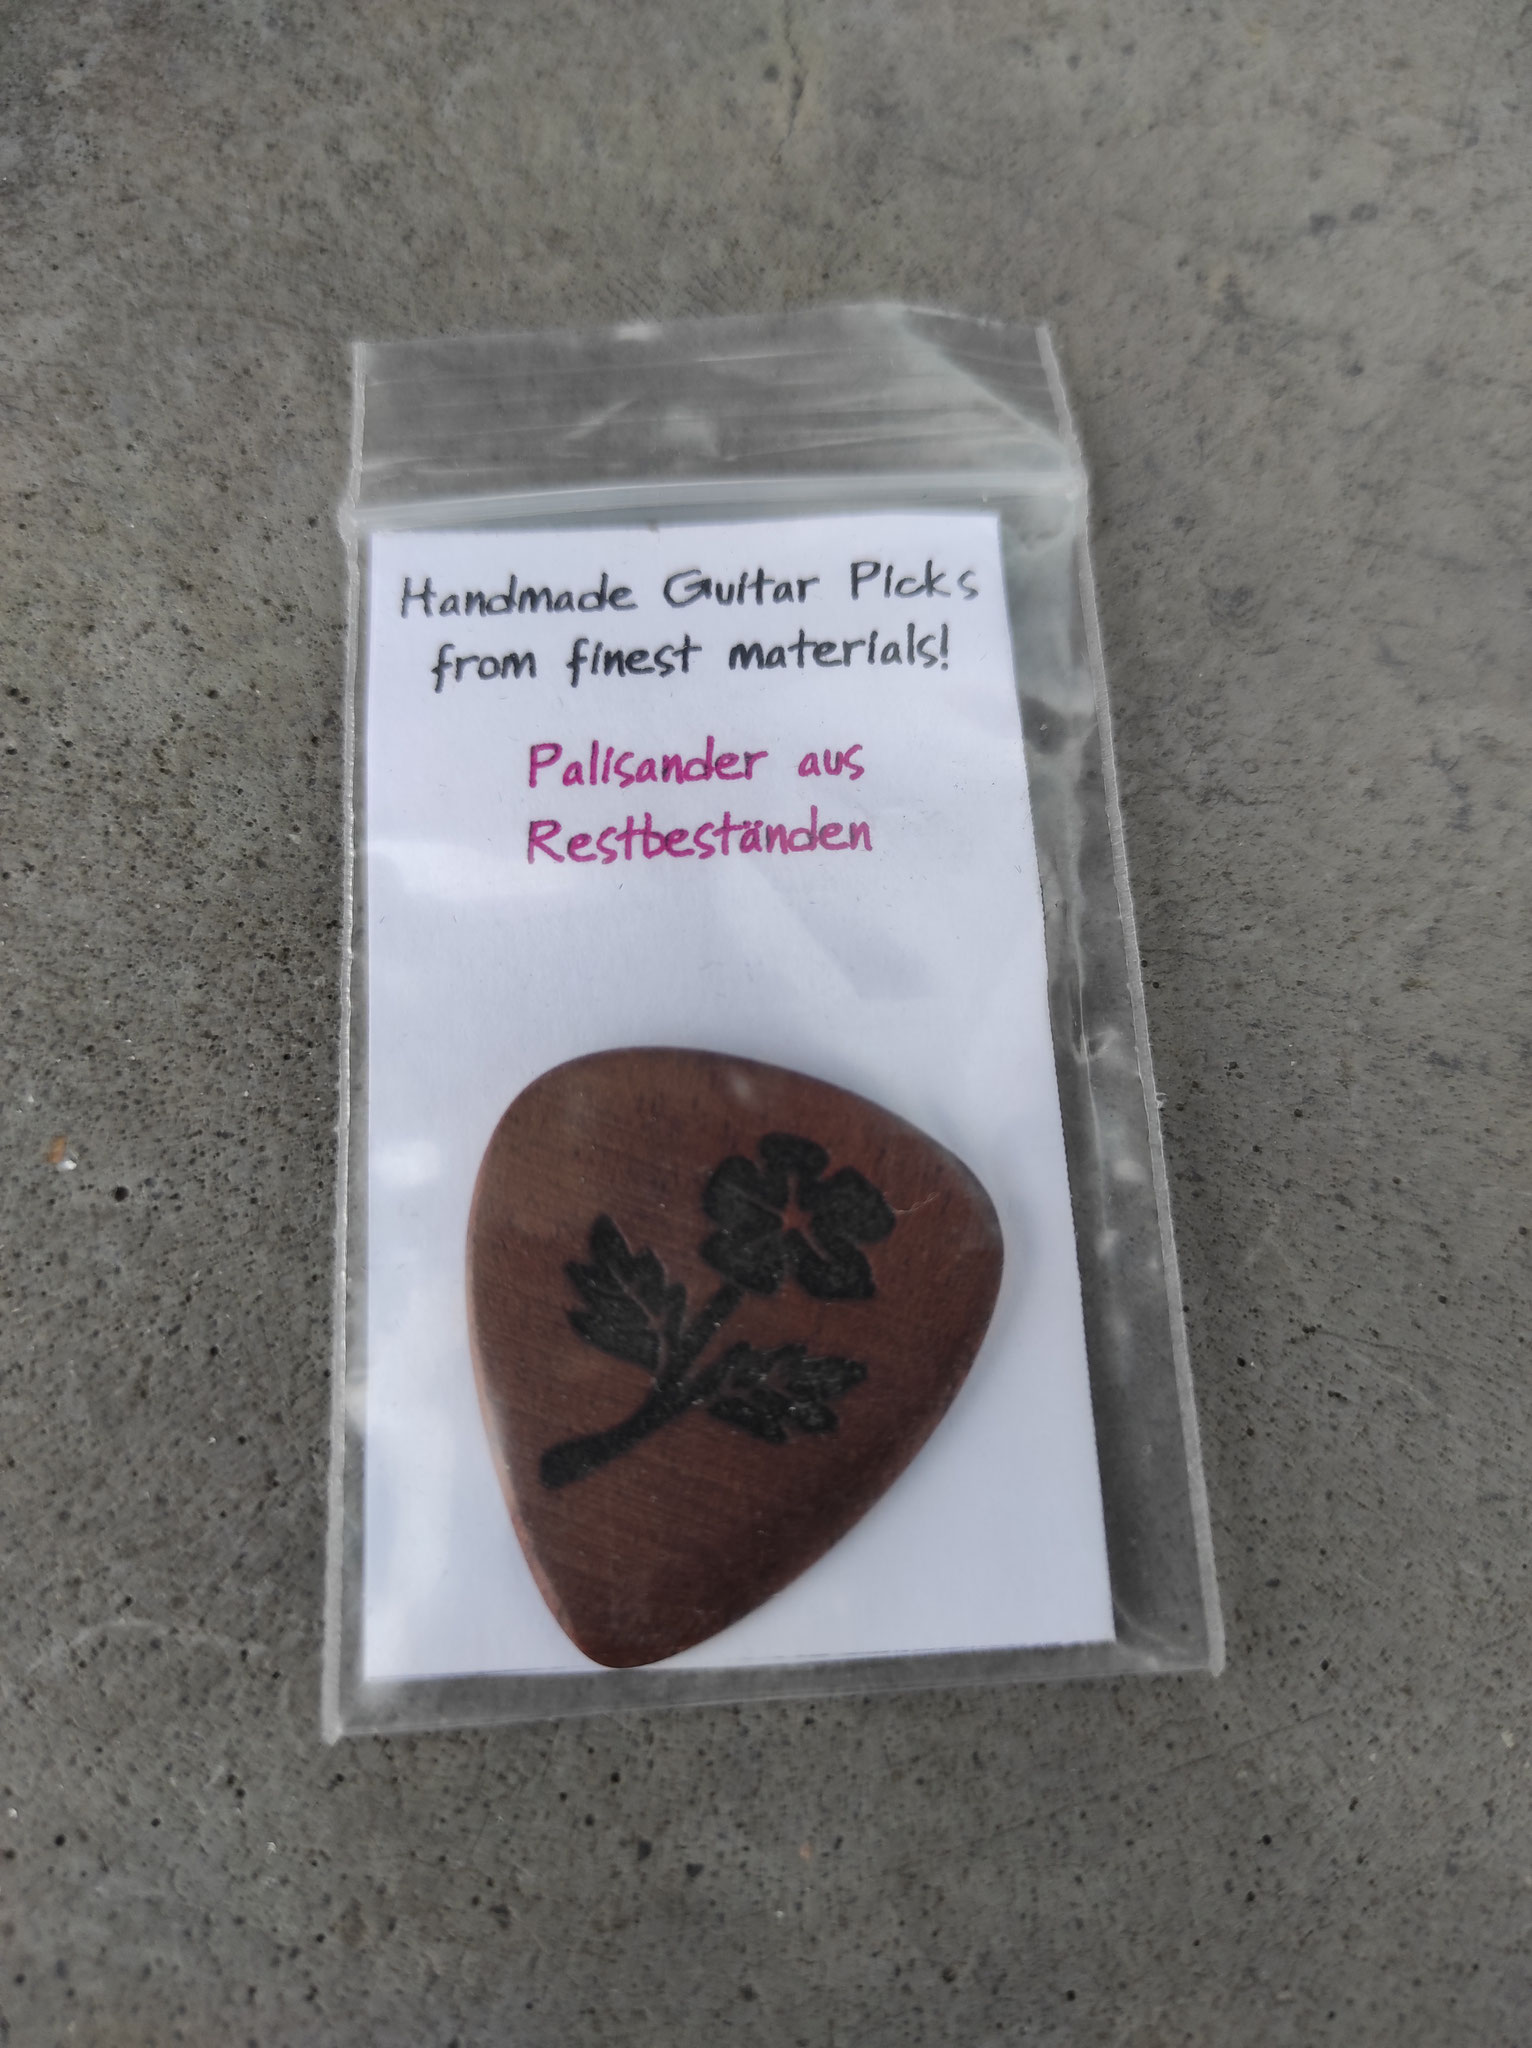 Handmade Guitar Picks
from finest materials!
Palisander aus
Restbeständen